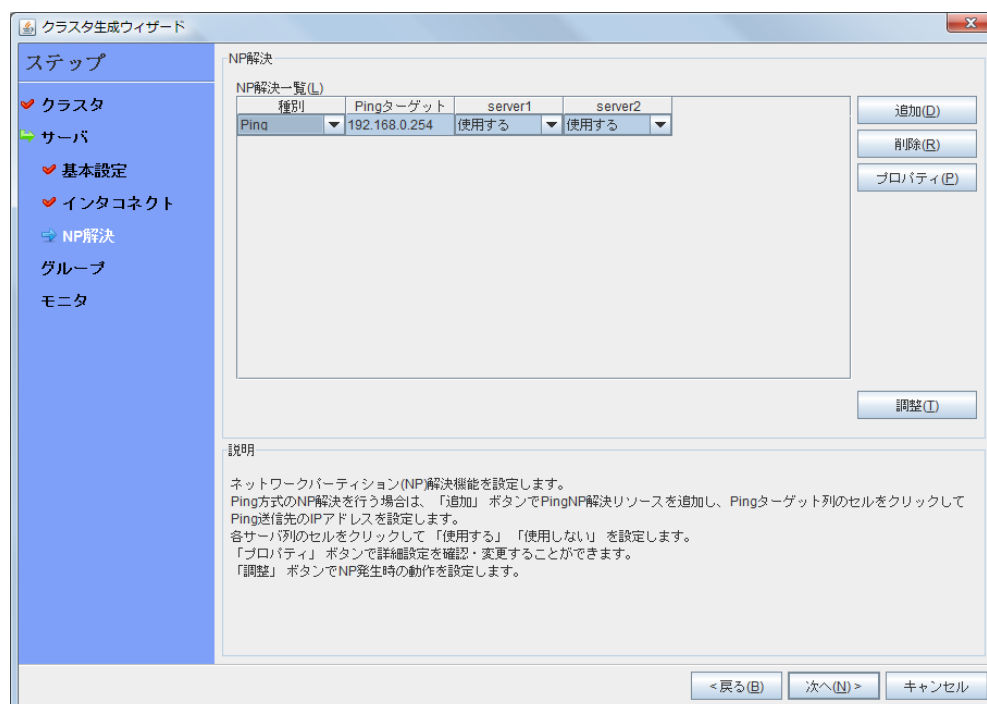 クラスタ生成ウィザード
ステップ
クラスタ
サーバ
基本設定
インタコネクト
NP解決
グループ
モニタ
NP解決
NP解決一覧(L)
種別 Pingターゲット server1 server2
Ping 192.168.0.254 使用する 使用する
追加(D)
削除(R)
プロパティ(P)
調整(T)
説明
ネットワークパーティション(NP)解決機能を設定します。
Ping方式のNP解決を行う場合は、「追加」 ボタンでPingNP解決リソースを追加し、Pingターゲット列のセルをクリックして
Ping送信先のIPアドレスを設定します。
各サーバ列のセルをクリックして 「使用する」 「使用しない」 を設定します。
「プロパティ」 ボタンで詳細設定を確認・変更することができます。
「調整」 ボタンでNP発生時の動作を設定します。
<戻る(B) 次へ(N)> キャンセル